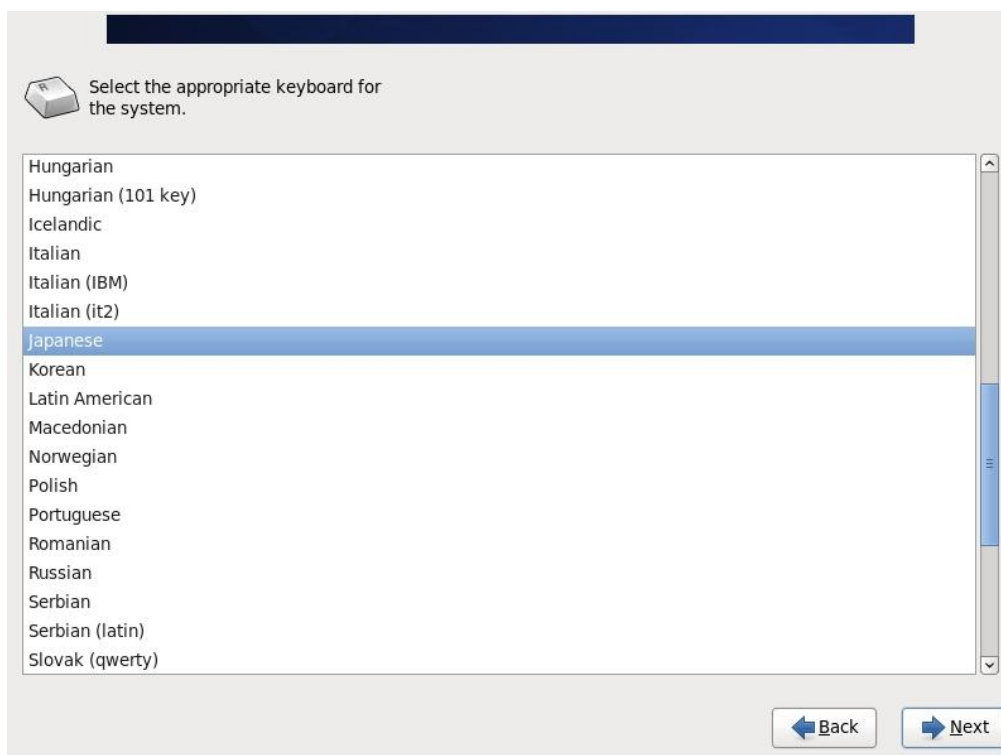 R
Select the appropriate keyboard for
the system.
Hungarian
Hungarian (101 key)
Icelandic
Italian
Italian (IBM)
Italian (it2)
Japanese
Korean
Latin American
Macedonian
Norwegian
Polish
Portuguese
Romanian
Russian
Serbian
Serbian (latin)
Slovak (qwerty)
Back
Next